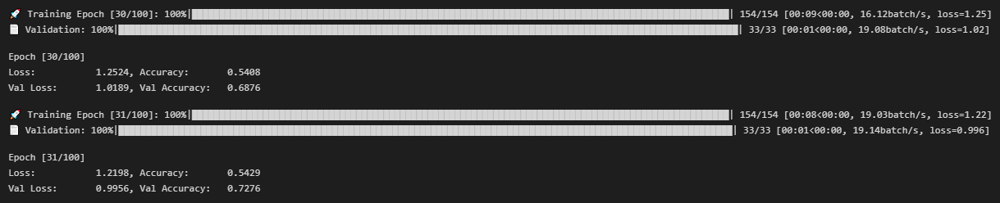 🚀 Training Epoch [30/100]: 100%|██████████| 154/154 [00:09<00:00, 16.12batch/s, loss=1.25]
📄 Validation: 100%|██████████| 33/33 [00:01<00:00, 19.08batch/s, loss=1.02]
Epoch [30/100]
Loss: 1.2524, Accuracy: 0.5408
Val Loss: 1.0189, Val Accuracy: 0.6876
🚀 Training Epoch [31/100]: 100%|██████████| 154/154 [00:08<00:00, 19.03batch/s, loss=1.22]
📄 Validation: 100%|██████████| 33/33 [00:01<00:00, 19.14batch/s, loss=0.996]
Epoch [31/100]
Loss: 1.2198, Accuracy: 0.5429
Val Loss: 0.9956, Val Accuracy: 0.7276